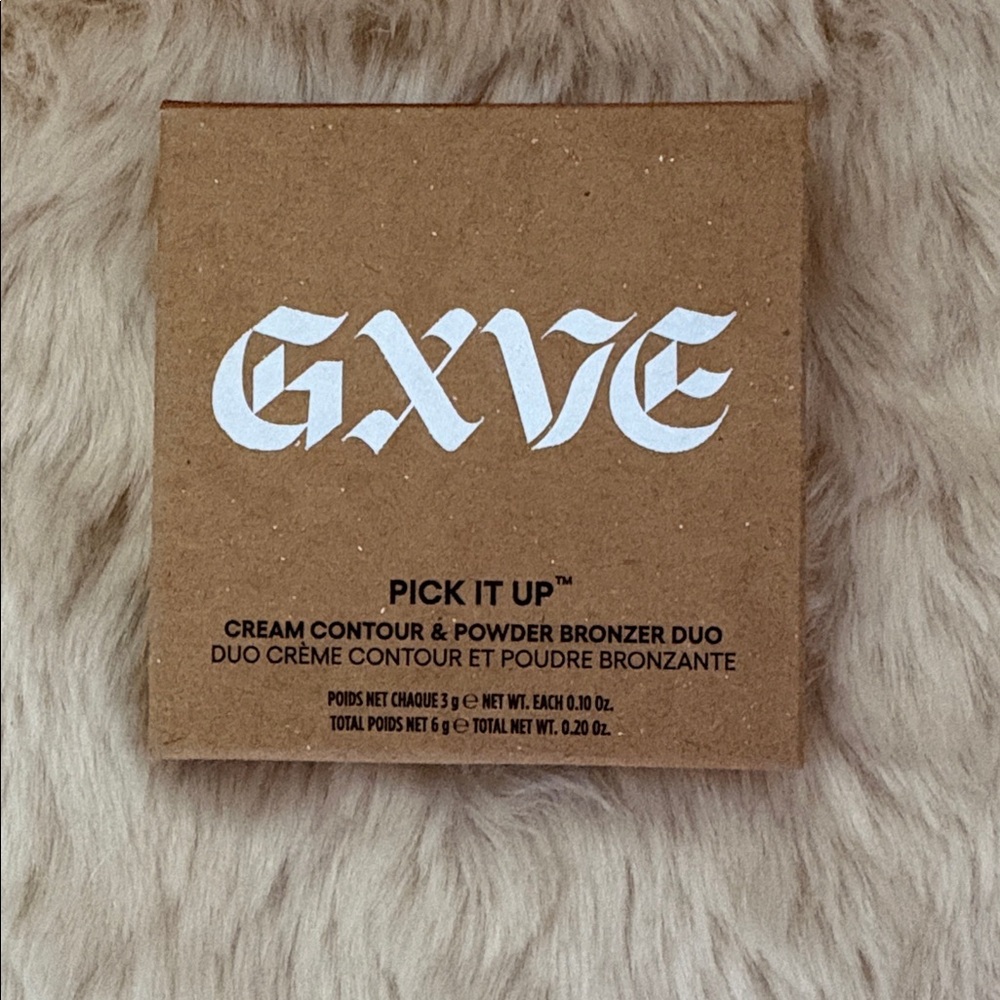 GXVE
PICK IT UP™
CREAM CONTOUR & POWDER BRONZER DUO
DUO CRÈME CONTOUR ET POUDRE BRONZANTE
POIDS NET CHAQUE 3 g ℮ NET WT. EACH 0.10 Oz.
TOTAL POIDS NET 6 g ℮ TOTAL NET WT. 0.20 Oz.